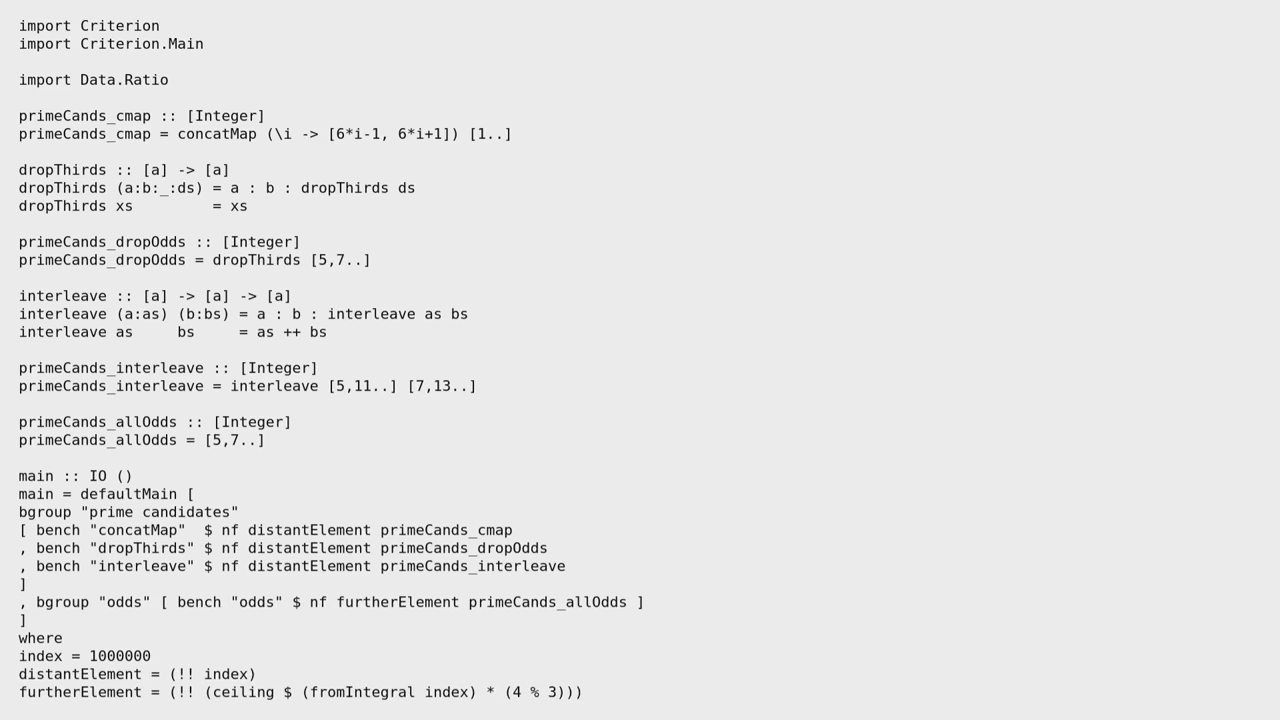 import Criterion
import Criterion.Main

import Data.Ratio

primeCands_cmap :: [Integer]
primeCands_cmap = concatMap (\i -> [6*i-1, 6*i+1]) [1..]

dropThirds :: [a] -> [a]
dropThirds (a:b:_:ds) = a : b : dropThirds ds
dropThirds xs         = xs

primeCands_dropOdds :: [Integer]
primeCands_dropOdds = dropThirds [5,7..]

interleave :: [a] -> [a] -> [a]
interleave (a:as) (b:bs) = a : b : interleave as bs
interleave as     bs     = as ++ bs

primeCands_interleave :: [Integer]
primeCands_interleave = interleave [5,11..] [7,13..]

primeCands_allOdds :: [Integer]
primeCands_allOdds = [5,7..]

main :: IO ()
main = defaultMain [
bgroup "prime candidates"
[ bench "concatMap"  $ nf distantElement primeCands_cmap
, bench "dropThirds" $ nf distantElement primeCands_dropOdds
, bench "interleave" $ nf distantElement primeCands_interleave
]
, bgroup "odds" [ bench "odds" $ nf furtherElement primeCands_allOdds ]
]
where
index = 1000000
distantElement = (!! index)
furtherElement = (!! (ceiling $ (fromIntegral index) * (4 % 3)))